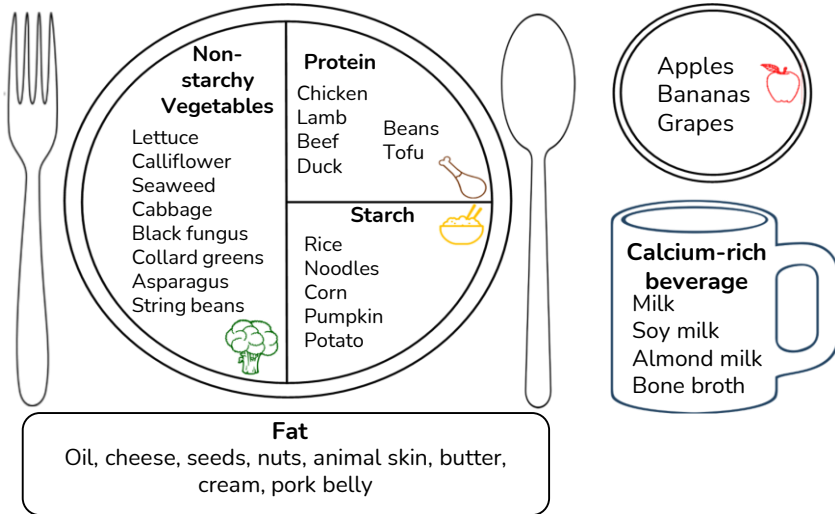 Non-
starchy
Vegetables
Lettuce
Calliflower
Seaweed
Cabbage
Black fungus
Collard greens
Asparagus
String beans
Protein
Chicken
Lamb
Beef
Duck
Beans
Tofu
Starch
Rice
Noodles
Corn
Pumpkin
Potato
Apples
Bananas
Grapes
Calcium-rich
beverage
Milk
Soy milk
Almond milk
Bone broth
Fat
Oil, cheese, seeds, nuts, animal skin, butter,
cream, pork belly